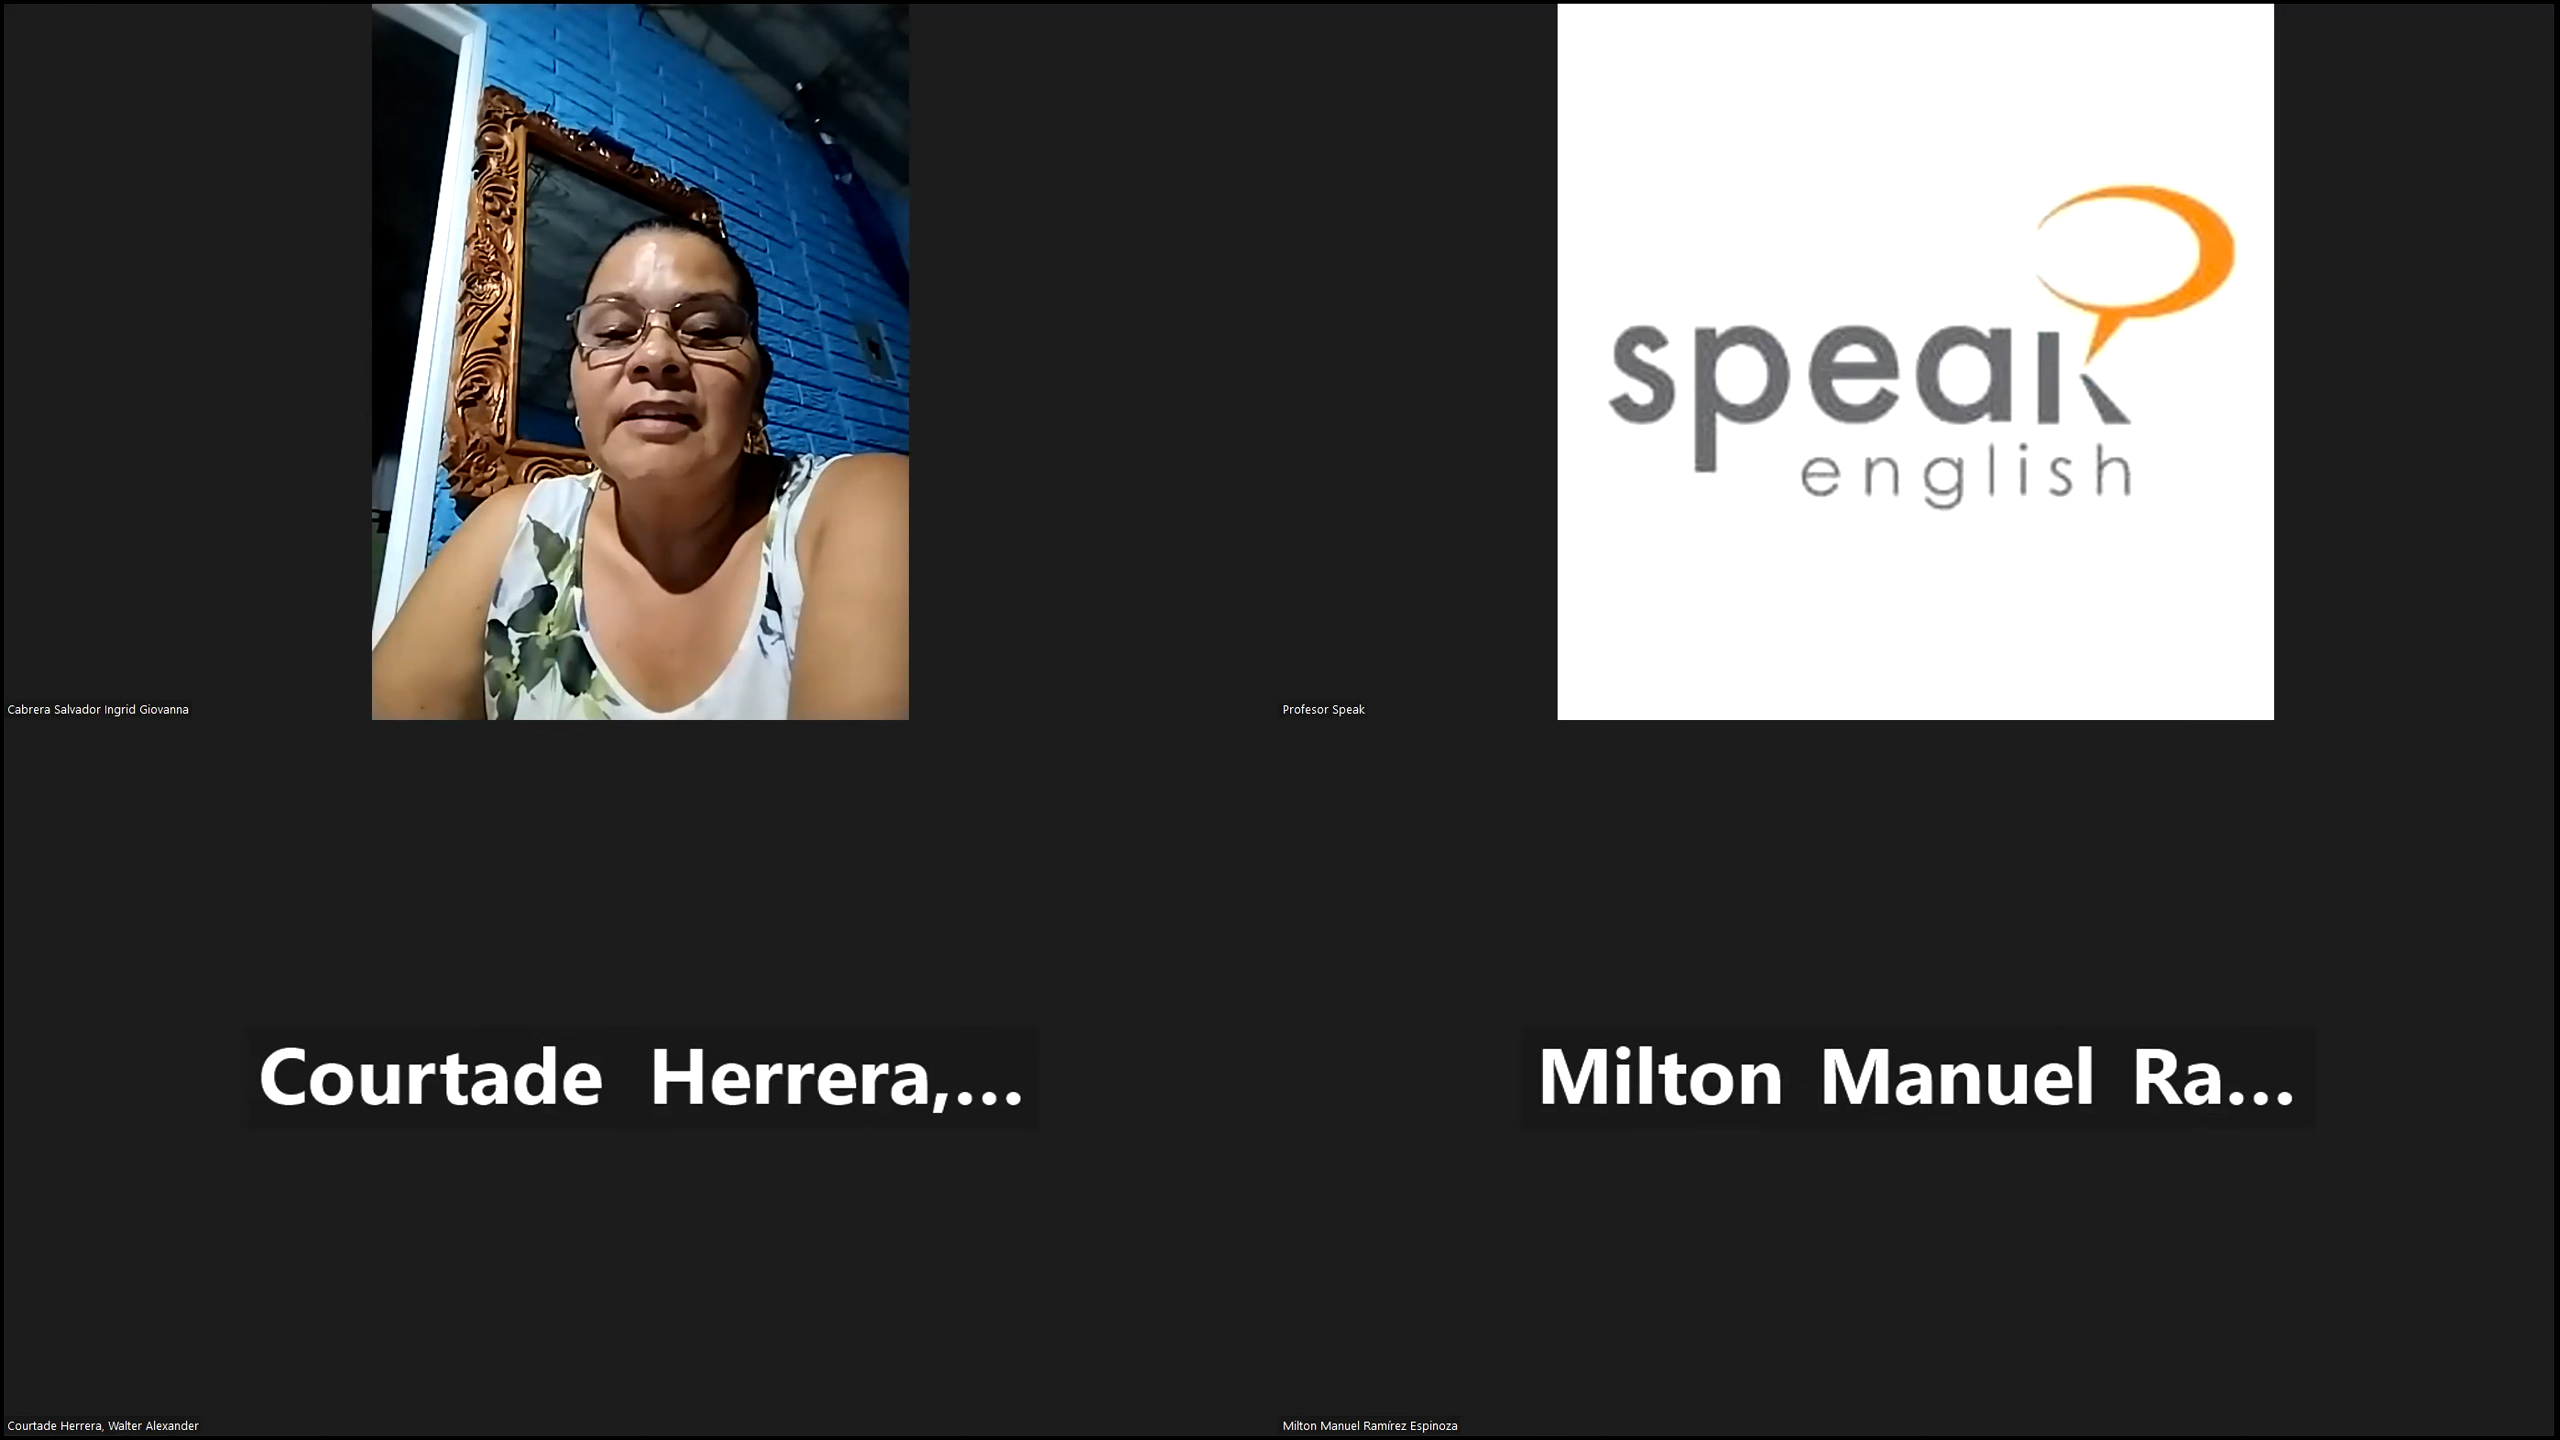 speak
english
Cabrera Salvador Ingrid Giovanna
Profesor Speak
Courtade Herrera,...
Milton Manuel Ra...
Courtade Herrera, Walter Alexander
Milton Manuel Ramírez Espinoza